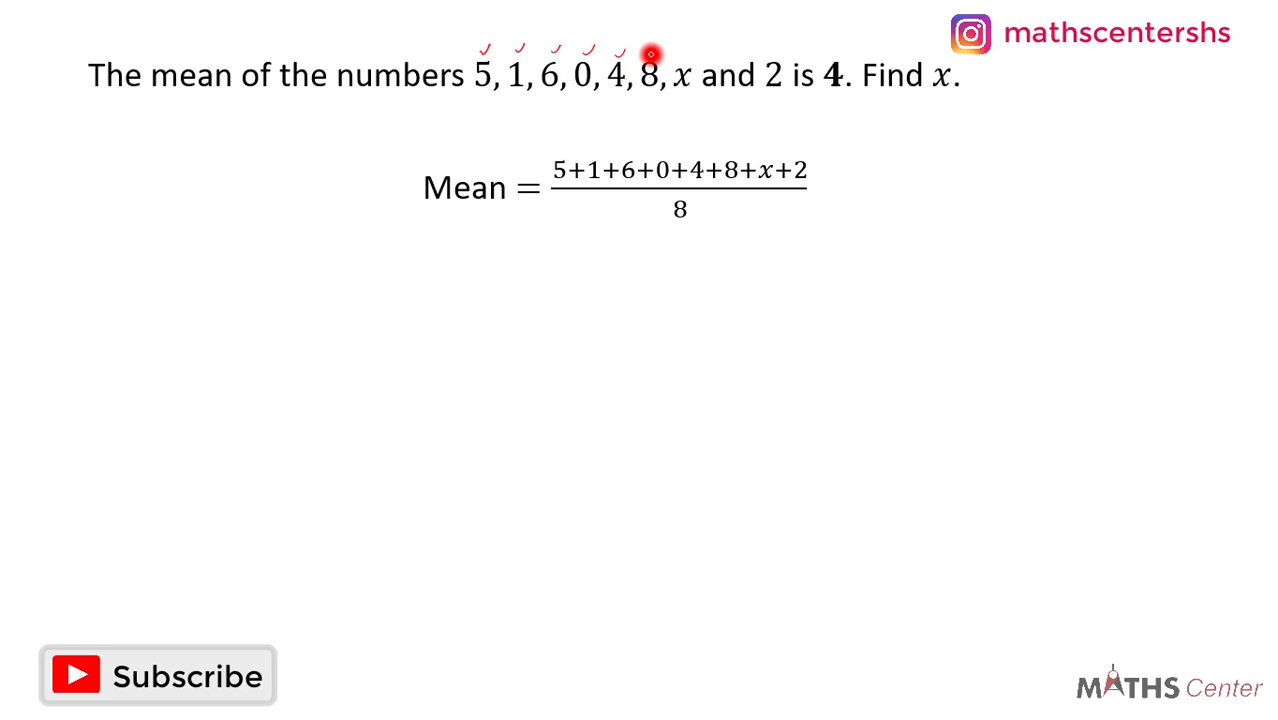 mathscentershs
The mean of the numbers 5, 1, 6, 0, 4, 8, x and 2 is 4. Find x.
Mean = (5+1+6+0+4+8+x+2)/8
Subscribe
MATHS Center